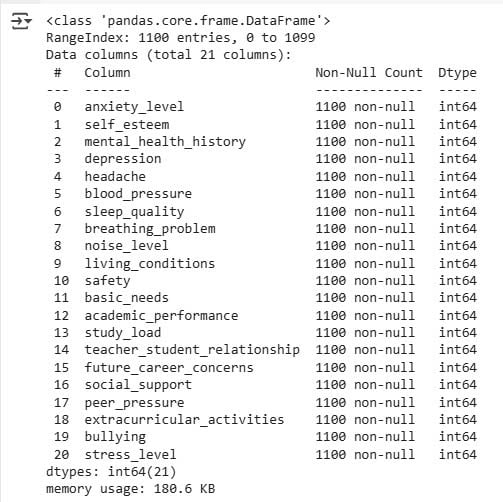 <class 'pandas.core.frame.DataFrame'>
RangeIndex: 1100 entries, 0 to 1099
Data columns (total 21 columns):
 #   Column                        Non-Null Count  Dtype
---  ------                        --------------  -----
 0   anxiety_level                 1100 non-null   int64
 1   self_esteem                   1100 non-null   int64
 2   mental_health_history         1100 non-null   int64
 3   depression                    1100 non-null   int64
 4   headache                      1100 non-null   int64
 5   blood_pressure                1100 non-null   int64
 6   sleep_quality                 1100 non-null   int64
 7   breathing_problem             1100 non-null   int64
 8   noise_level                   1100 non-null   int64
 9   living_conditions             1100 non-null   int64
 10  safety                        1100 non-null   int64
 11  basic_needs                   1100 non-null   int64
 12  academic_performance          1100 non-null   int64
 13  study_load                    1100 non-null   int64
 14  teacher_student_relationship  1100 non-null   int64
 15  future_career_concerns        1100 non-null   int64
 16  social_support                1100 non-null   int64
 17  peer_pressure                 1100 non-null   int64
 18  extracurricular_activities    1100 non-null   int64
 19  bullying                      1100 non-null   int64
 20  stress_level                  1100 non-null   int64
dtypes: int64(21)
memory usage: 180.6 KB